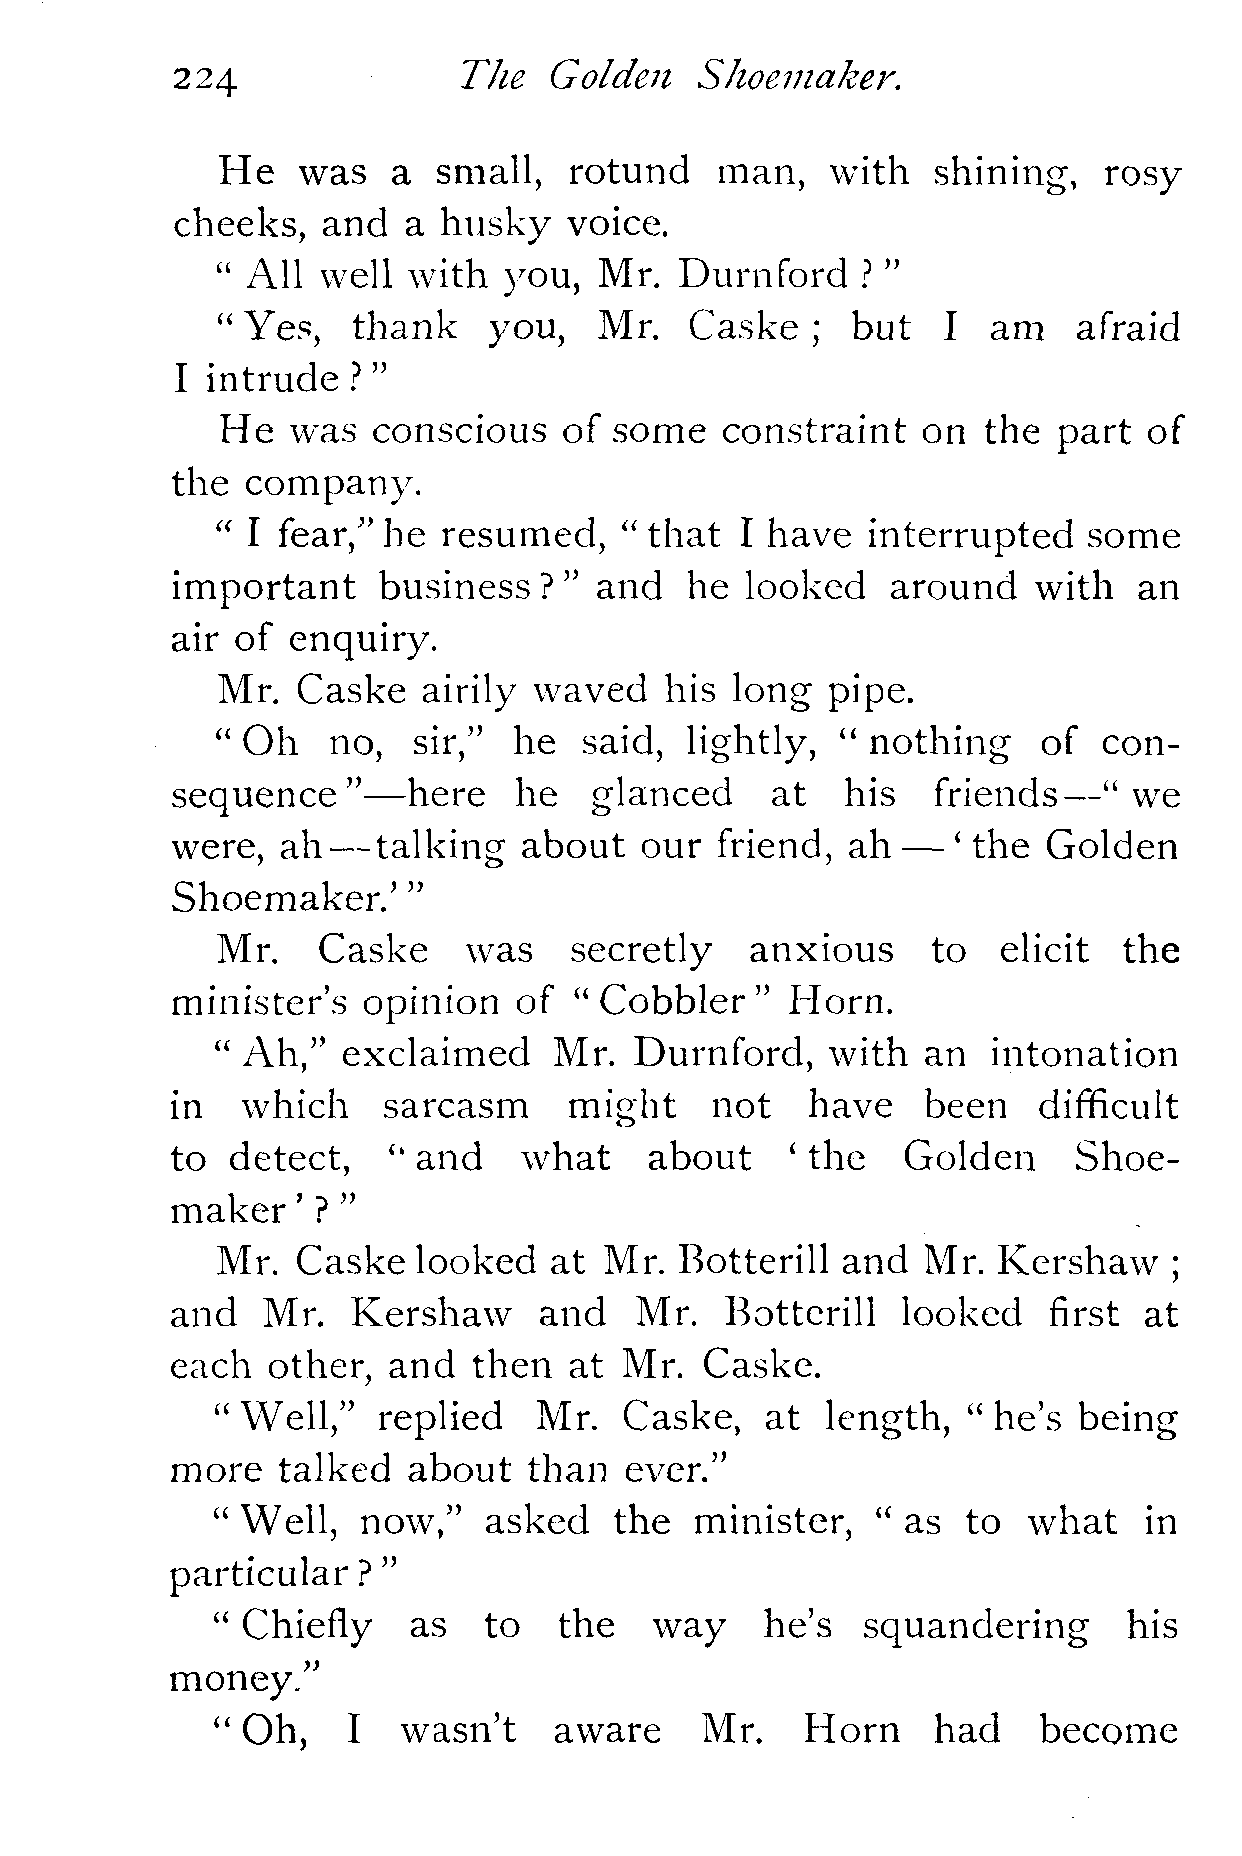 224 The Golden Shoemaker.
He was a small, rotund man, with shining, rosy
cheeks, and a husky voice.
“ All well with you, Mr. Durnford ? ”
“ Yes, thank you, Mr. Caske ; but I am afraid
I intrude ? ”
He was conscious of some constraint on the part of
the company.
“ I fear,” he resumed, “ that I have interrupted some
important business ? ” and he looked around with an
air of enquiry.
Mr. Caske airily waved his long pipe.
“ Oh no, sir,” he said, lightly, “ nothing of con-
sequence ”—here he glanced at his friends—“ we
were, ah—talking about our friend, ah — ‘ the Golden
Shoemaker.’ ”
Mr. Caske was secretly anxious to elicit the
minister’s opinion of “ Cobbler ” Horn.
“ Ah,” exclaimed Mr. Durnford, with an intonation
in which sarcasm might not have been difficult
to detect, “ and what about ‘ the Golden Shoe-
maker ’ ? ”
Mr. Caske looked at Mr. Botterill and Mr. Kershaw ;
and Mr. Kershaw and Mr. Botterill looked first at
each other, and then at Mr. Caske.
“ Well,” replied Mr. Caske, at length, “ he’s being
more talked about than ever.”
“ Well, now,” asked the minister, “ as to what in
particular ? ”
“ Chiefly as to the way he’s squandering his
money.”
“ Oh, I wasn’t aware Mr. Horn had become